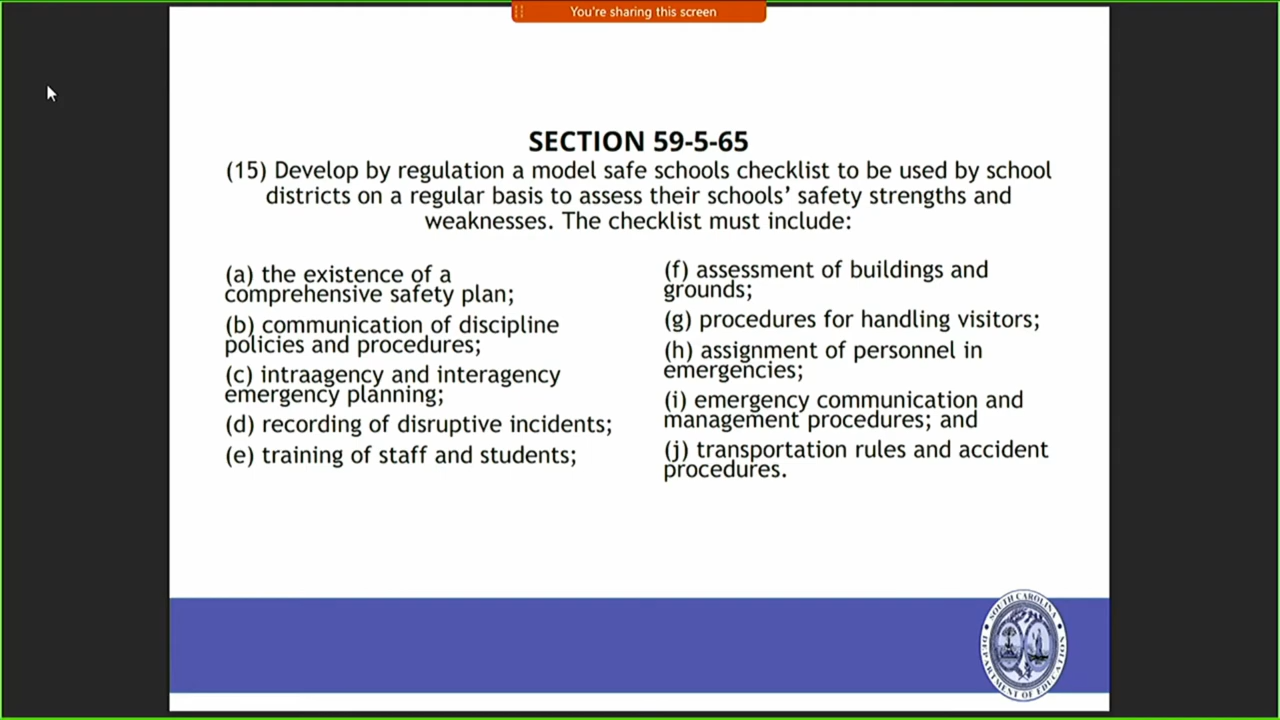 You're sharing this screen
SECTION 59-5-65
(15) Develop by regulation a model safe schools checklist to be used by school
districts on a regular basis to assess their schools’ safety strengths and
weaknesses. The checklist must include:
(a) the existence of a
comprehensive safety plan;
(b) communication of discipline
policies and procedures;
(c) intraagency and interagency
emergency planning;
(d) recording of disruptive incidents;
(e) training of staff and students;
(f) assessment of buildings and
grounds;
(g) procedures for handling visitors;
(h) assignment of personnel in
emergencies;
(i) emergency communication and
management procedures; and
(j) transportation rules and accident
procedures.
SOUTH CAROLINA
DEPARTMENT OF EDUCATION